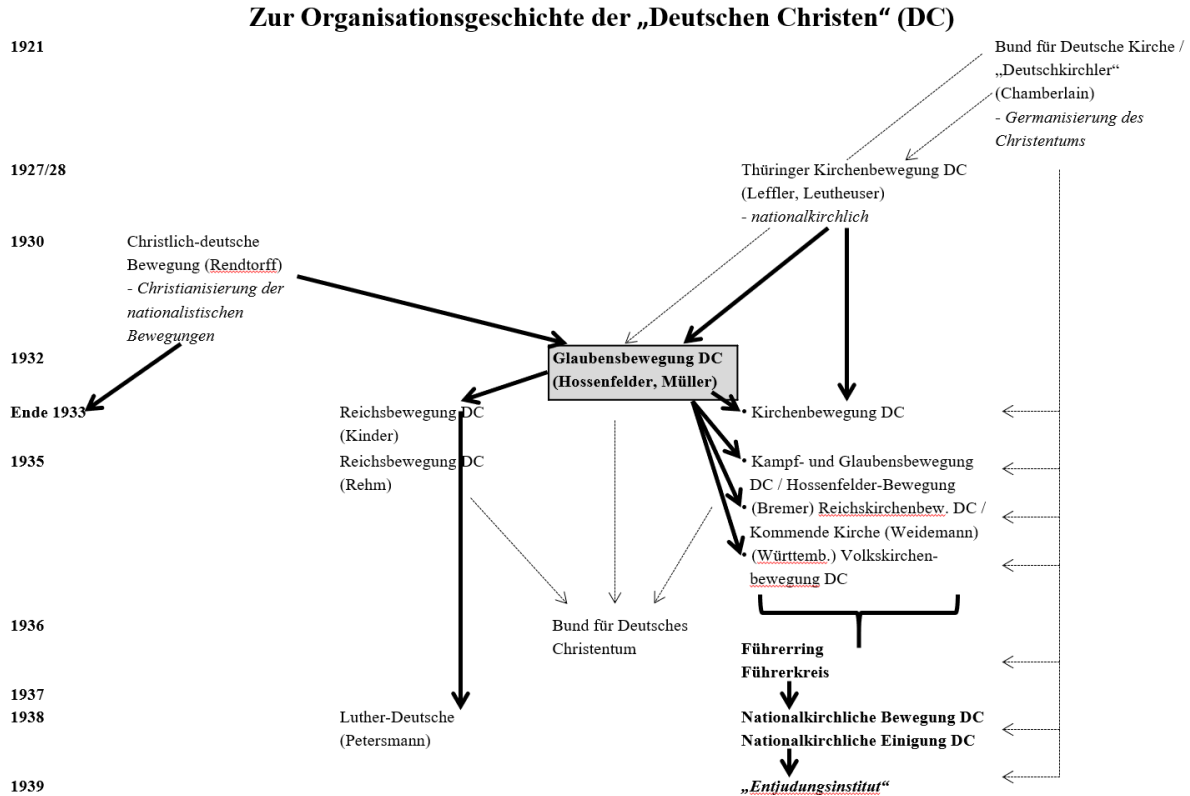 Zur Organisationsgeschichte der „Deutschen Christen“ (DC)
1921
Bund für Deutsche Kirche /
„Deutschkirchler“
(Chamberlain)
- Germanisierung des
Christentums
1927/28
Thüringer Kirchenbewegung DC
(Leffler, Leutheuser)
- nationalkirchlich
1930
Christlich-deutsche
Bewegung (Rendtorff)
- Christianisierung der
nationalistischen
Bewegungen
1932
Glaubensbewegung DC
(Hossenfelder, Müller)
Ende 1933
Reichsbewegung DC
(Kinder)
• Kirchenbewegung DC
1935
Reichsbewegung DC
(Rehm)
• Kampf- und Glaubensbewegung
DC / Hossenfelder-Bewegung
• (Bremer) Reichskirchenbew. DC /
Kommende Kirche (Weidemann)
• (Württemb.) Volkskirchen-
bewegung DC
1936
Bund für Deutsches
Christentum
Führerring
Führerkreis
1937
1938
Luther-Deutsche
(Petersmann)
Nationalkirchliche Bewegung DC
Nationalkirchliche Einigung DC
1939
„Entjudungsinstitut“